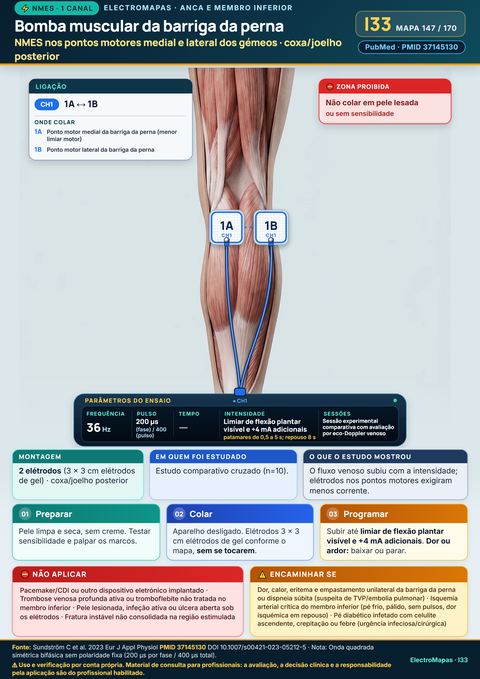 NMES · 1 CANAL
ELECTROMAPAS · ANCA E MEMBRO INFERIOR
Bomba muscular da barriga da perna
NMES nos pontos motores medial e lateral dos gémeos · coxa/joelho
posterior
I33 MAPA 147 / 170
PubMed · PMID 37145130
LIGAÇÃO
CH1 1A ↔ 1B
ONDE COLAR
1A Ponto motor medial da barriga da perna (menor
limiar motor)
1B Ponto motor lateral da barriga da perna
ZONA PROIBIDA
Não colar em pele lesada
ou sem sensibilidade
1A
CH1
1B
CH1
CH1
PARÂMETROS DO ENSAIO
FREQUÊNCIA
36 Hz
PULSO
200 µs
(fase) / 400
(pulso)
TEMPO
—
INTENSIDADE
Limiar de flexão plantar
visível e +4 mA adicionais
patamares de 0,5 a 5 s; repouso 8 s
SESSÕES
Sessão experimental
comparativa com avaliação
por eco-Doppler venoso
MONTAGEM
2 elétrodos (3 × 3 cm elétrodos
de gel) · coxa/joelho posterior
EM QUEM FOI ESTUDADO
Estudo comparativo cruzado (n=10).
O QUE O ESTUDO MOSTROU
O fluxo venoso subiu com a intensidade;
elétrodos nos pontos motores exigiram
menos corrente.
01 Preparar
Pele limpa e seca, sem creme. Testar
sensibilidade e palpar os marcos.
02 Colar
Aparelho desligado. Elétrodos 3 × 3
cm elétrodos de gel conforme o
mapa, sem se tocarem.
03 Programar
Subir até limiar de flexão plantar
visível e +4 mA adicionais. Dor ou
ardor: baixar ou parar.
NÃO APLICAR
Pacemaker/CDI ou outro dispositivo eletrónico implantado ·
Trombose venosa profunda ativa ou tromboflebite não tratada no
membro inferior · Pele lesionada, infeção ativa ou úlcera aberta sob
os elétrodos · Fratura instável não consolidada na região estimulada
ENCAMINHAR SE
Dor, calor, eritema e empastamento unilateral da barriga da perna
ou dispneia súbita (suspeita de TVP/embolia pulmonar) · Isquemia
arterial crítica do membro inferior (pé frio, pálido, sem pulsos, dor
isquémica em repouso) · Pé diabético infetado com celulite
ascendente, crepitação ou febre (urgência infeciosa/cirúrgica)
Fonte: Sundström C et al. 2023 Eur J Appl Physiol PMID 37145130 DOI 10.1007/s00421-023-05212-5 · Nota: Onda quadrada
simétrica bifásica sem polaridade fixa (200 µs por fase / 400 µs total).
Uso e verificação por conta própria. Material de consulta para profissionais: a avaliação, a decisão clínica e a responsabilidade
pela aplicação são do profissional habilitado.
ElectroMapas · I33